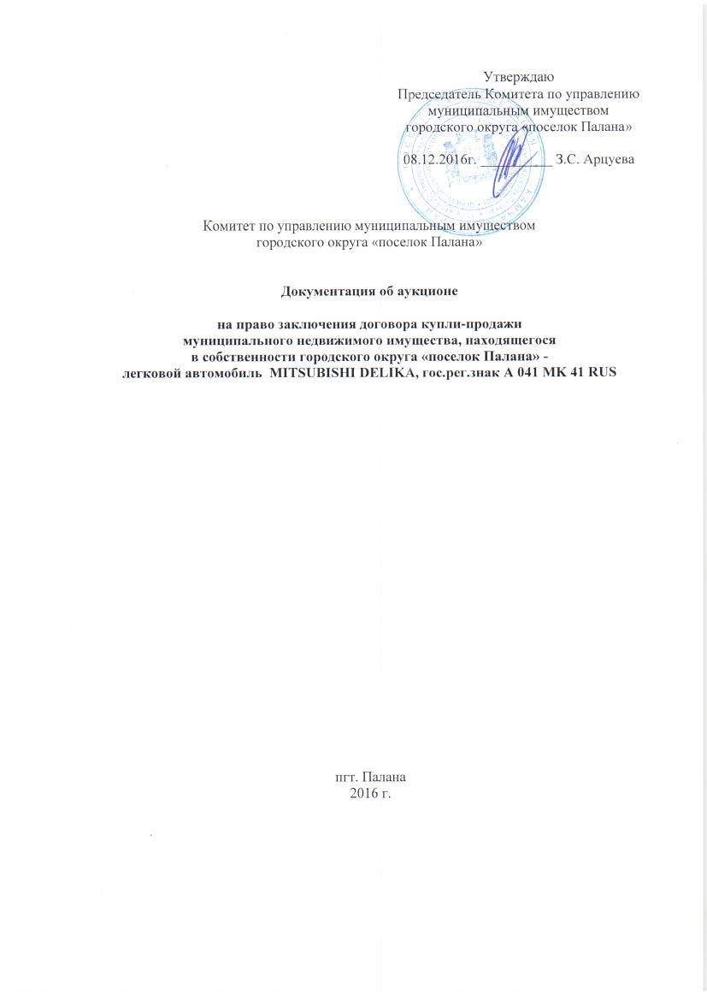 Утверждаю
Председатель Комитета по управлению
муниципальным имуществом
городского округа «поселок Палана»
08.12.2016г. __________ З.С. Арцуева
Комитет по управлению муниципальным имуществом
городского округа «поселок Палана»
Документация об аукционе
на право заключения договора купли-продажи
муниципального недвижимого имущества, находящегося
в собственности городского округа «поселок Палана» -
легковой автомобиль MITSUBISHI DELIKA, гос.рег.знак А 041 МК 41 RUS
пгт. Палана
2016 г.